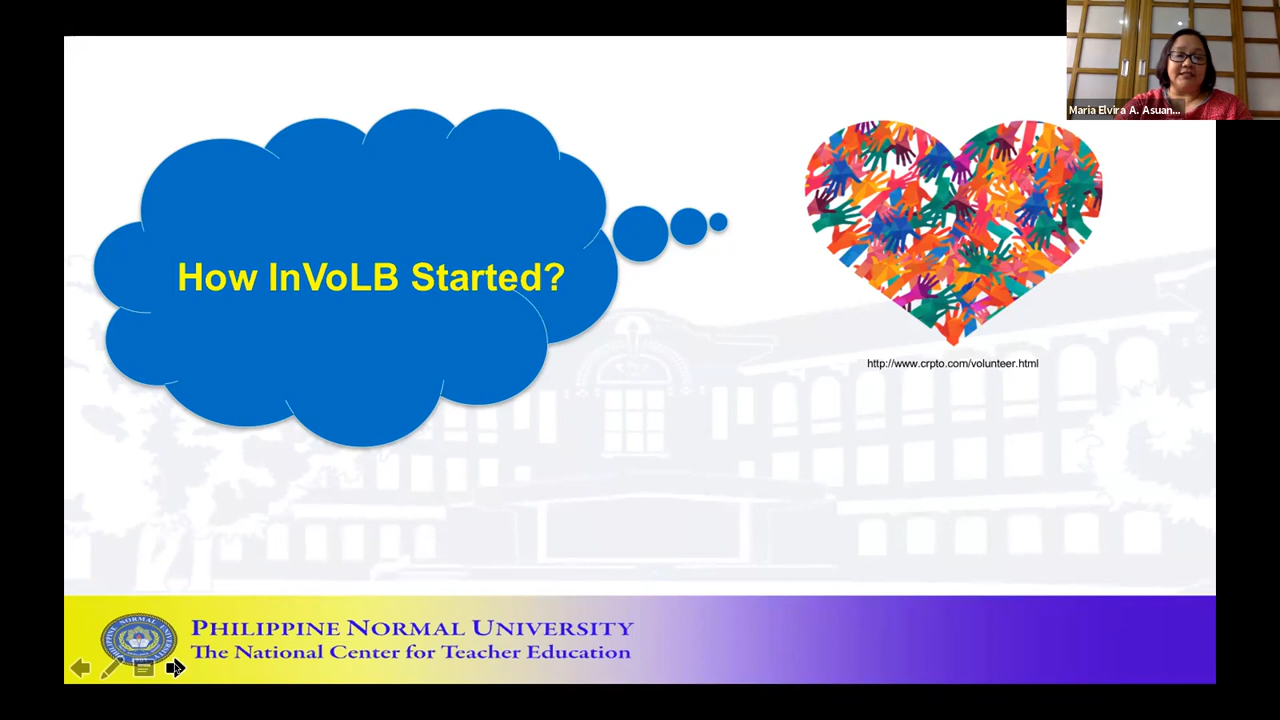 Maria Elvira A. Asuan...
How InVoLB Started?
http://www.crpto.com/volunteer.html
PHILIPPINE NORMAL UNIVERSITY
The National Center for Teacher Education